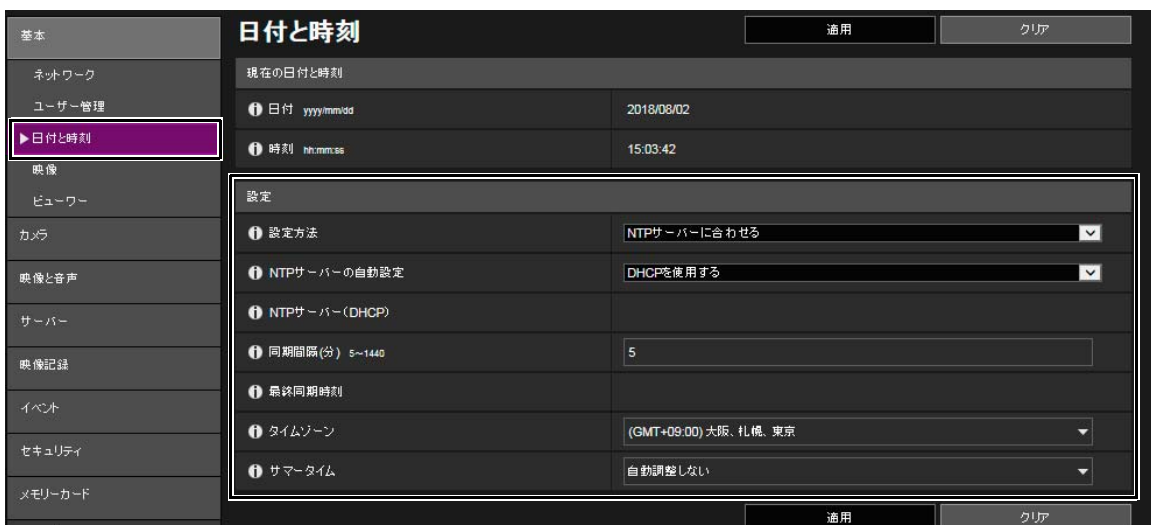 基本
ネットワーク
ユーザー管理
▶日付と時刻
映像
ビューワー
カメラ
映像と音声
サーバー
映像記録
イベント
セキュリティ
メモリーカード
日付と時刻
適用 クリア
現在の日付と時刻
日付 yyyy/mm/dd 2018/08/02
時刻 hh:mm:ss 15:03:42
設定
設定方法 NTPサーバーに合わせる
NTPサーバーの自動設定 DHCPを使用する
NTPサーバー(DHCP)
同期間隔(分) 5~1440 5
最終同期時刻
タイムゾーン (GMT+09:00) 大阪、札幌、東京
サマータイム 自動調整しない
適用 クリア